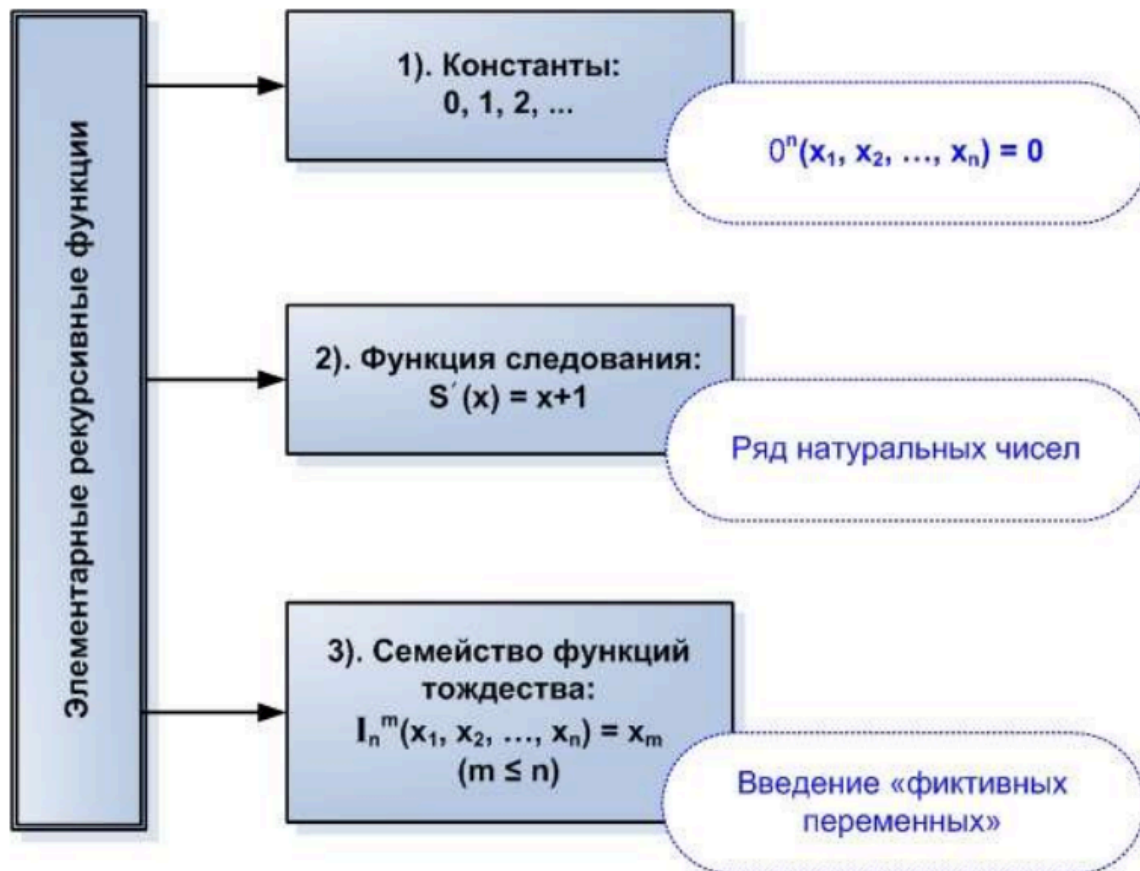 Элементарные рекурсивные функции
1). Константы:
0, 1, 2, ...
0ⁿ(x₁, x₂, …, xₙ) = 0
2). Функция следования:
S´(x) = x+1
Ряд натуральных чисел
3). Семейство функций
тождества:
Iₙᵐ(x₁, x₂, …, xₙ) = xₘ
(m ≤ n)
Введение «фиктивных
переменных»